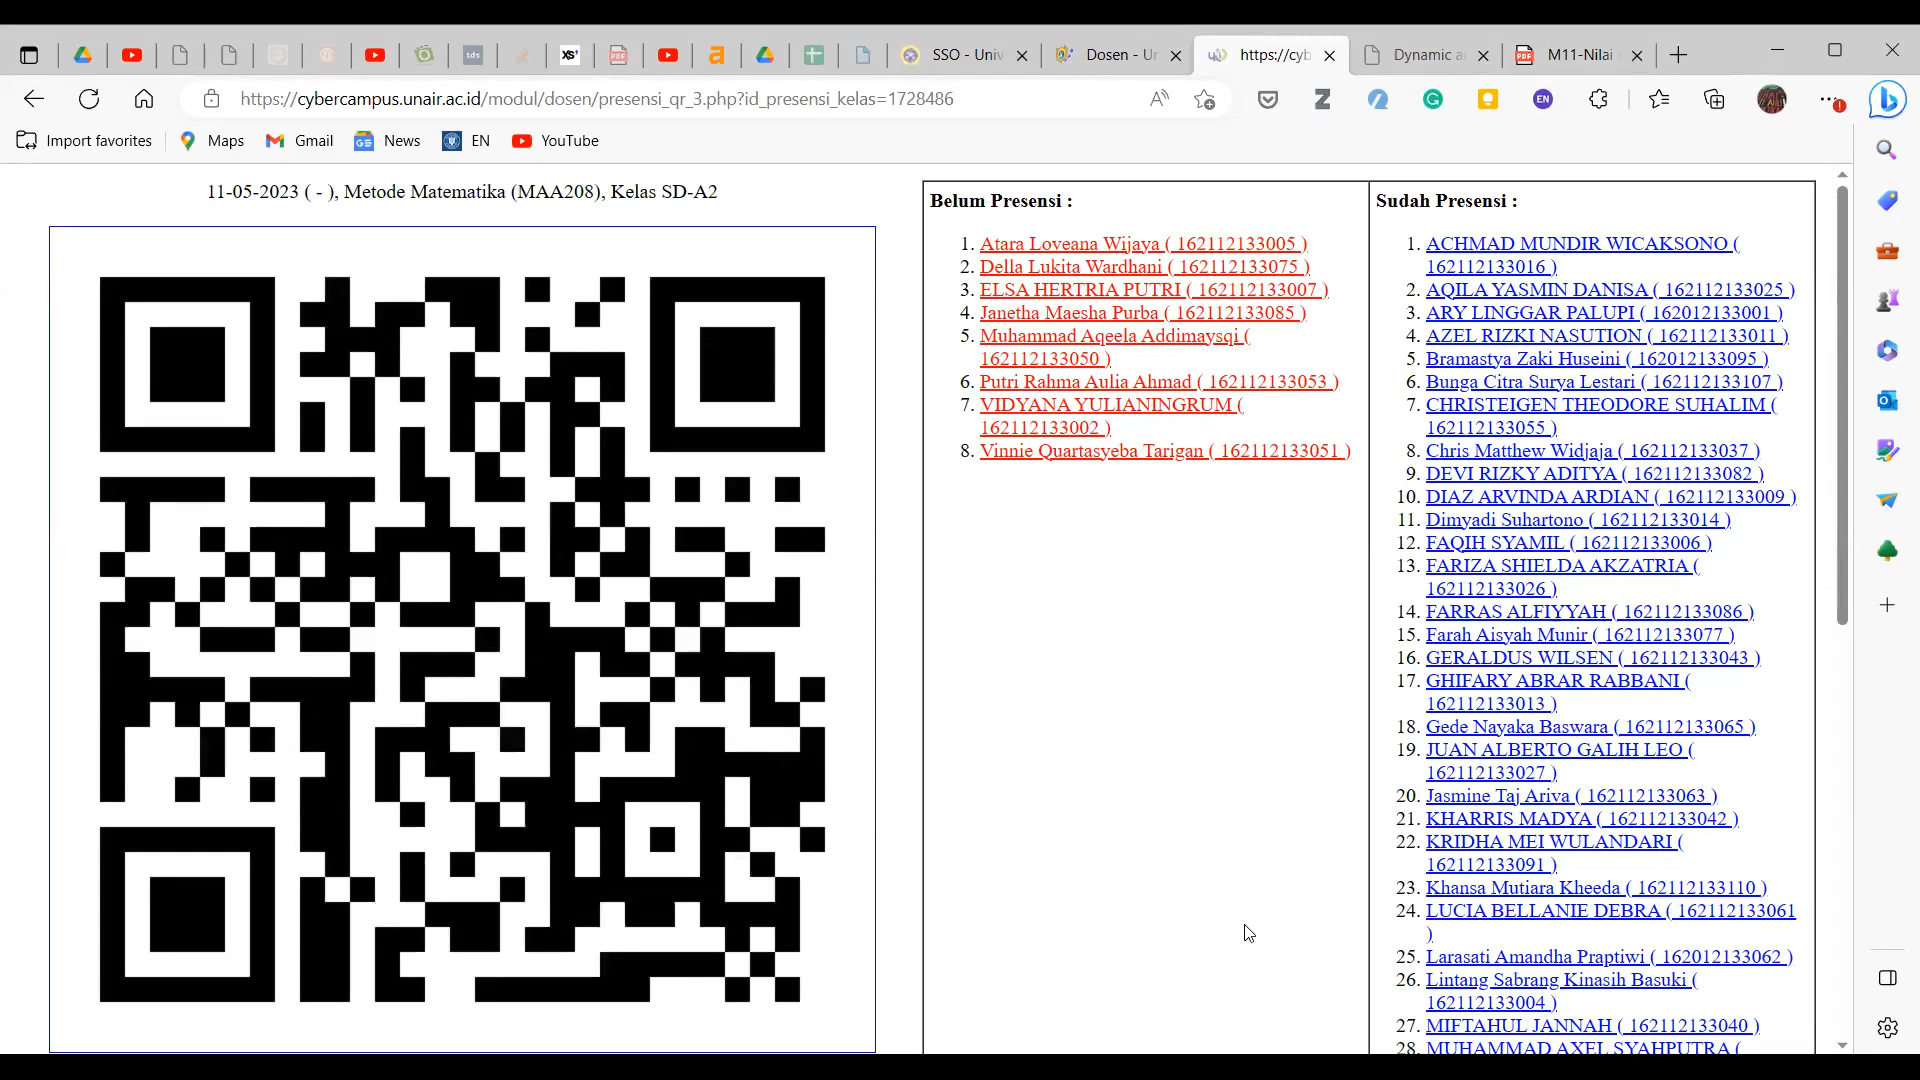 SSO - Univ
Dosen - Ur
https://cyb
Dynamic a
M11-Nilai
https://cybercampus.unair.ac.id/modul/dosen/presensi_qr_3.php?id_presensi_kelas=1728486
Import favorites
Maps
Gmail
News
EN
YouTube
11-05-2023 ( - ), Metode Matematika (MAA208), Kelas SD-A2
Belum Presensi :
1. Atara Loveana Wijaya ( 162112133005 )
2. Della Lukita Wardhani ( 162112133075 )
3. ELSA HERTRIA PUTRI ( 162112133007 )
4. Janetha Maesha Purba ( 162112133085 )
5. Muhammad Aqeela Addimaysqi (
162112133050 )
6. Putri Rahma Aulia Ahmad ( 162112133053 )
7. VIDYANA YULIANINGRUM (
162112133002 )
8. Vinnie Quartasyeba Tarigan ( 162112133051 )
Sudah Presensi :
1. ACHMAD MUNDIR WICAKSONO (
162112133016 )
2. AQILA YASMIN DANISA ( 162112133025 )
3. ARY LINGGAR PALUPI ( 162012133001 )
4. AZEL RIZKI NASUTION ( 162112133011 )
5. Bramastya Zaki Huseini ( 162012133095 )
6. Bunga Citra Surya Lestari ( 162112133107 )
7. CHRISTEIGEN THEODORE SUHALIM (
162112133055 )
8. Chris Matthew Widjaja ( 162112133037 )
9. DEVI RIZKY ADITYA ( 162112133082 )
10. DIAZ ARVINDA ARDIAN ( 162112133009 )
11. Dimyadi Suhartono ( 162112133014 )
12. FAQIH SYAMIL ( 162112133006 )
13. FARIZA SHIELDA AKZATRIA (
162112133026 )
14. FARRAS ALFIYYAH ( 162112133086 )
15. Farah Aisyah Munir ( 162112133077 )
16. GERALDUS WILSEN ( 162112133043 )
17. GHIFARY ABRAR RABBANI (
162112133013 )
18. Gede Nayaka Baswara ( 162112133065 )
19. JUAN ALBERTO GALIH LEO (
162112133027 )
20. Jasmine Taj Ariva ( 162112133063 )
21. KHARRIS MADYA ( 162112133042 )
22. KRIDHA MEI WULANDARI (
162112133091 )
23. Khansa Mutiara Kheeda ( 162112133110 )
24. LUCIA BELLANIE DEBRA ( 162112133061
)
25. Larasati Amandha Praptiwi ( 162012133062 )
26. Lintang Sabrang Kinasih Basuki (
162112133004 )
27. MIFTAHUL JANNAH ( 162112133040 )
28. MUHAMMAD AXEL SYAHPUTRA (